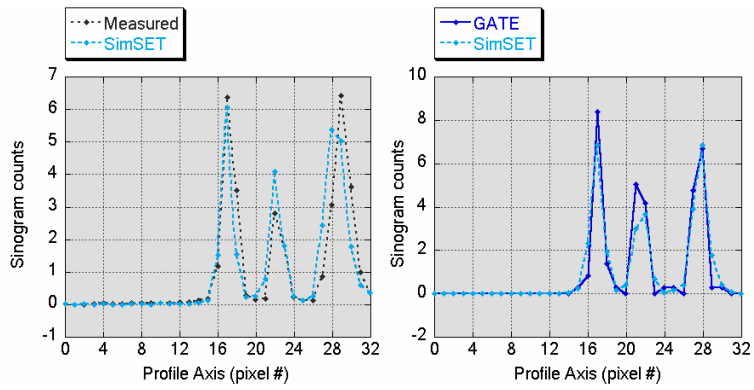 Measured
SimSET
Sinogram counts
7
6
5
4
3
2
1
0
-1
0 4 8 12 16 20 24 28 32
Profile Axis (pixel #)
GATE
SimSET
Sinogram counts
10
8
6
4
2
0
-2
0 4 8 12 16 20 24 28 32
Profile Axis (pixel #)